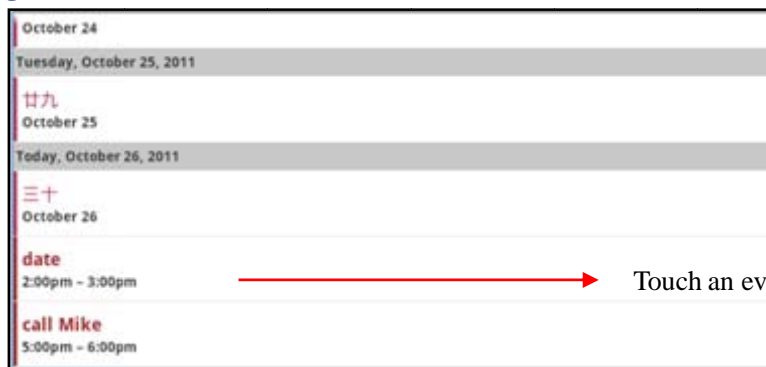 October 24
Tuesday, October 25, 2011
廿九
October 25
Today, October 26, 2011
三十
October 26
date
2:00pm – 3:00pm
Touch an ev
call Mike
5:00pm – 6:00pm